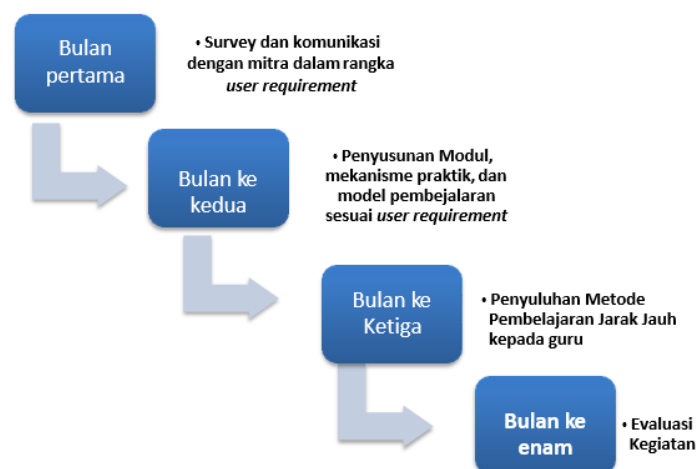 Bulan
pertama
• Survey dan komunikasi
dengan mitra dalam rangka
user requirement
Bulan ke
kedua
• Penyusunan Modul,
mekanisme praktik, dan
model pembejalaran
sesuai user requirement
Bulan ke
Ketiga
• Penyuluhan Metode
Pembelajaran Jarak Jauh
kepada guru
Bulan ke
enam
• Evaluasi
Kegiatan